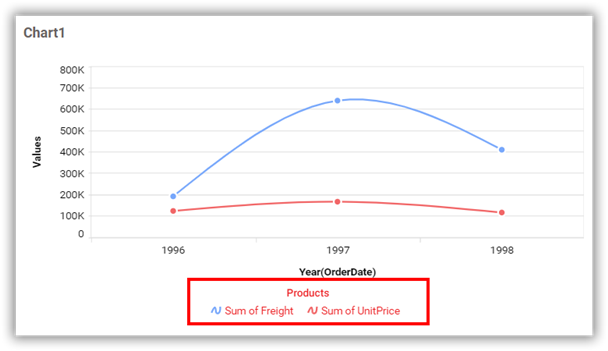 Chart1
800K
700K
600K
500K
400K
300K
200K
100K
0
Values
1996 1997 1998
Year(OrderDate)
Products
Sum of Freight Sum of UnitPrice